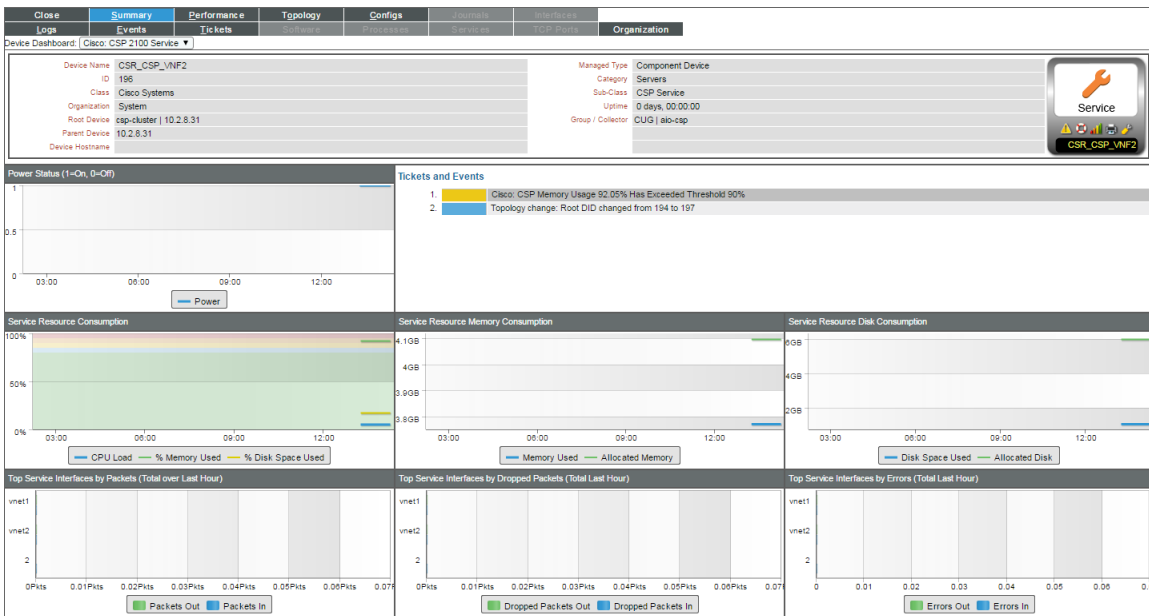 Close Summary Performance Topology Configs Journals Interfaces
Logs Events Tickets Software Processes Services TCP Ports Organization
Device Dashboard: Cisco: CSP 2100 Service ▼
Device Name CSR_CSP_VNF2 Managed Type Component Device
ID 196 Category Servers
Class Cisco Systems Sub-Class CSP Service
Organization System Uptime 0 days, 00:00:00
Root Device csp-cluster | 10.2.8.31 Group / Collector CUG | aio-csp
Parent Device 10.2.8.31
Device Hostname
Service
CSR_CSP_VNF2
Power Status (1=On, 0=Off)
1
0.5
0
03:00 06:00 09:00 12:00
Power
Tickets and Events
1. Cisco: CSP Memory Usage 92.05% Has Exceeded Threshold 90%
2. Topology change: Root DID changed from 194 to 197
Service Resource Consumption
100%
50%
0%
03:00 06:00 09:00 12:00
CPU Load % Memory Used % Disk Space Used
Service Resource Memory Consumption
4.1GB
4GB
3.9GB
3.8GB
03:00 06:00 09:00 12:00
Memory Used Allocated Memory
Service Resource Disk Consumption
6GB
4GB
2GB
03:00 06:00 09:00 12:00
Disk Space Used Allocated Disk
Top Service Interfaces by Packets (Total over Last Hour)
vnet1
vnet2
2
0Pkts 0.01Pkts 0.02Pkts 0.03Pkts 0.04Pkts 0.05Pkts 0.06Pkts 0.07
Packets Out Packets In
Top Service Interfaces by Dropped Packets (Total Last Hour)
0Pkts 0.01Pkts 0.02Pkts 0.03Pkts 0.04Pkts 0.05Pkts 0.06Pkts 0.07
Dropped Packets Out Dropped Packets In
Top Service Interfaces by Errors (Total Last Hour)
vnet1
vnet2
2
0 0.01 0.02 0.03 0.04 0.05 0.06 0.
Errors Out Errors In